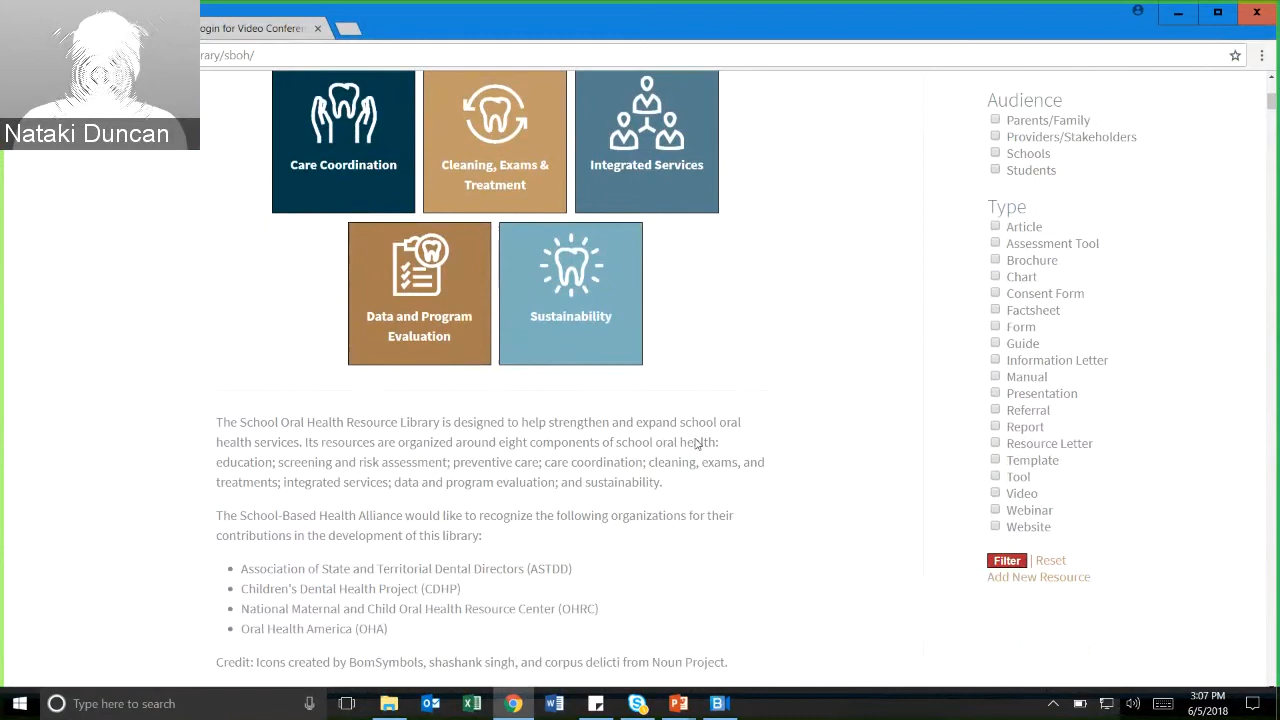 ogin for Video Conferen
rary/sboh/
Nataki Duncan
Care Coordination
Cleaning, Exams &
Treatment
Integrated Services
Data and Program
Evaluation
Sustainability
The School Oral Health Resource Library is designed to help strengthen and expand school oral
health services. Its resources are organized around eight components of school oral health:
education; screening and risk assessment; preventive care; care coordination; cleaning, exams, and
treatments; integrated services; data and program evaluation; and sustainability.
The School-Based Health Alliance would like to recognize the following organizations for their
contributions in the development of this library:
Association of State and Territorial Dental Directors (ASTDD)
Children's Dental Health Project (CDHP)
National Maternal and Child Oral Health Resource Center (OHRC)
Oral Health America (OHA)
Credit: Icons created by BomSymbols, shashank singh, and corpus delicti from Noun Project.
Audience
Parents/Family
Providers/Stakeholders
Schools
Students
Type
Article
Assessment Tool
Brochure
Chart
Consent Form
Factsheet
Form
Guide
Information Letter
Manual
Presentation
Referral
Report
Resource Letter
Template
Tool
Video
Webinar
Website
Filter | Reset
Add New Resource
Type here to search
3:07 PM
6/5/2018